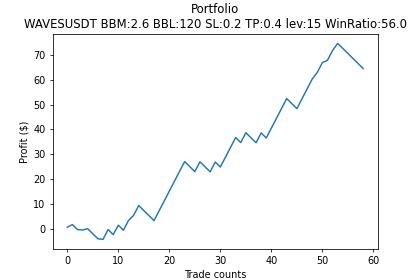 Portfolio
WAVESUSDT BBM:2.6 BBL:120 SL:0.2 TP:0.4 lev:15 WinRatio:56.0
Profit ($)
70
60
50
40
30
20
10
0
0 10 20 30 40 50 60
Trade counts